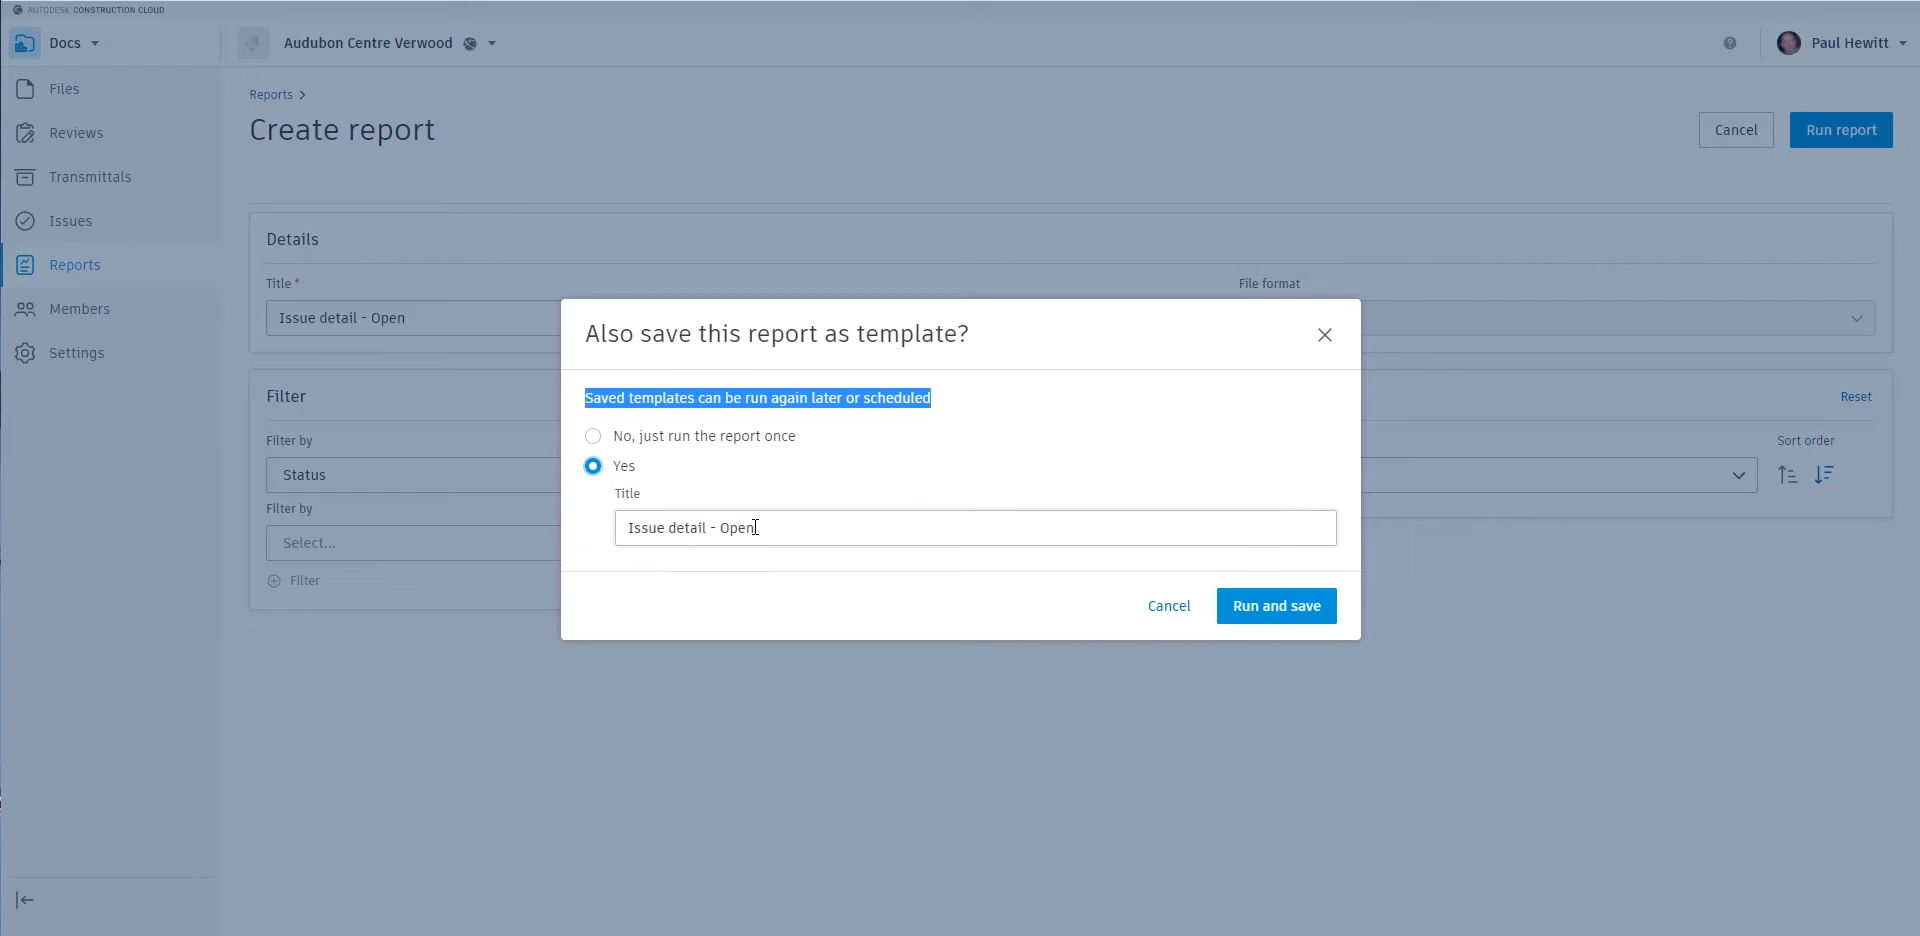 AUTODESK CONSTRUCTION CLOUD
Docs
Audubon Centre Verwood
Paul Hewitt
Files
Reviews
Transmittals
Issues
Reports
Members
Settings
Reports
Create report
Cancel
Run report
Details
Title *
File format
Issue detail - Open
Filter
Reset
Filter by
Sort order
Status
Filter by
Select...
Filter
Also save this report as template?
Saved templates can be run again later or scheduled
No, just run the report once
Yes
Title
Issue detail - Open
Cancel
Run and save